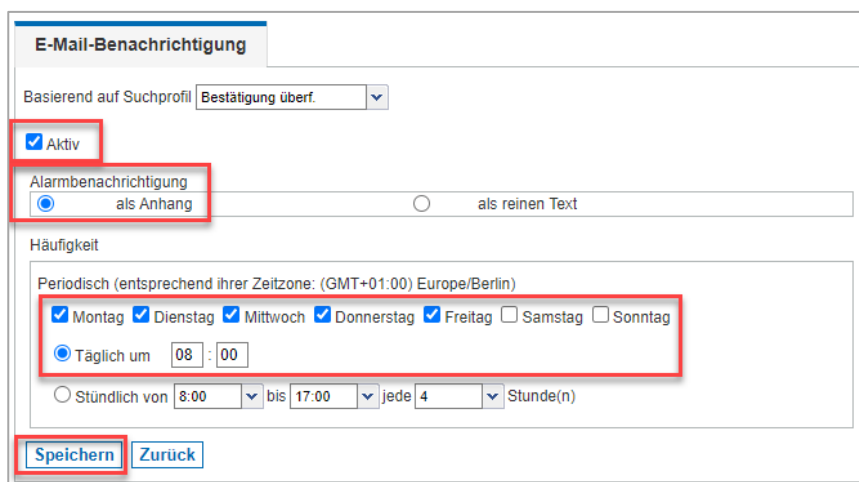 E-Mail-Benachrichtigung
Basierend auf Suchprofil Bestätigung überf.
Aktiv
Alarmbenachrichtigung
als Anhang als reinen Text
Häufigkeit
Periodisch (entsprechend ihrer Zeitzone: (GMT+01:00) Europe/Berlin)
Montag Dienstag Mittwoch Donnerstag Freitag Samstag Sonntag
Täglich um 08 : 00
Stündlich von 8:00 bis 17:00 jede 4 Stunde(n)
Speichern Zurück